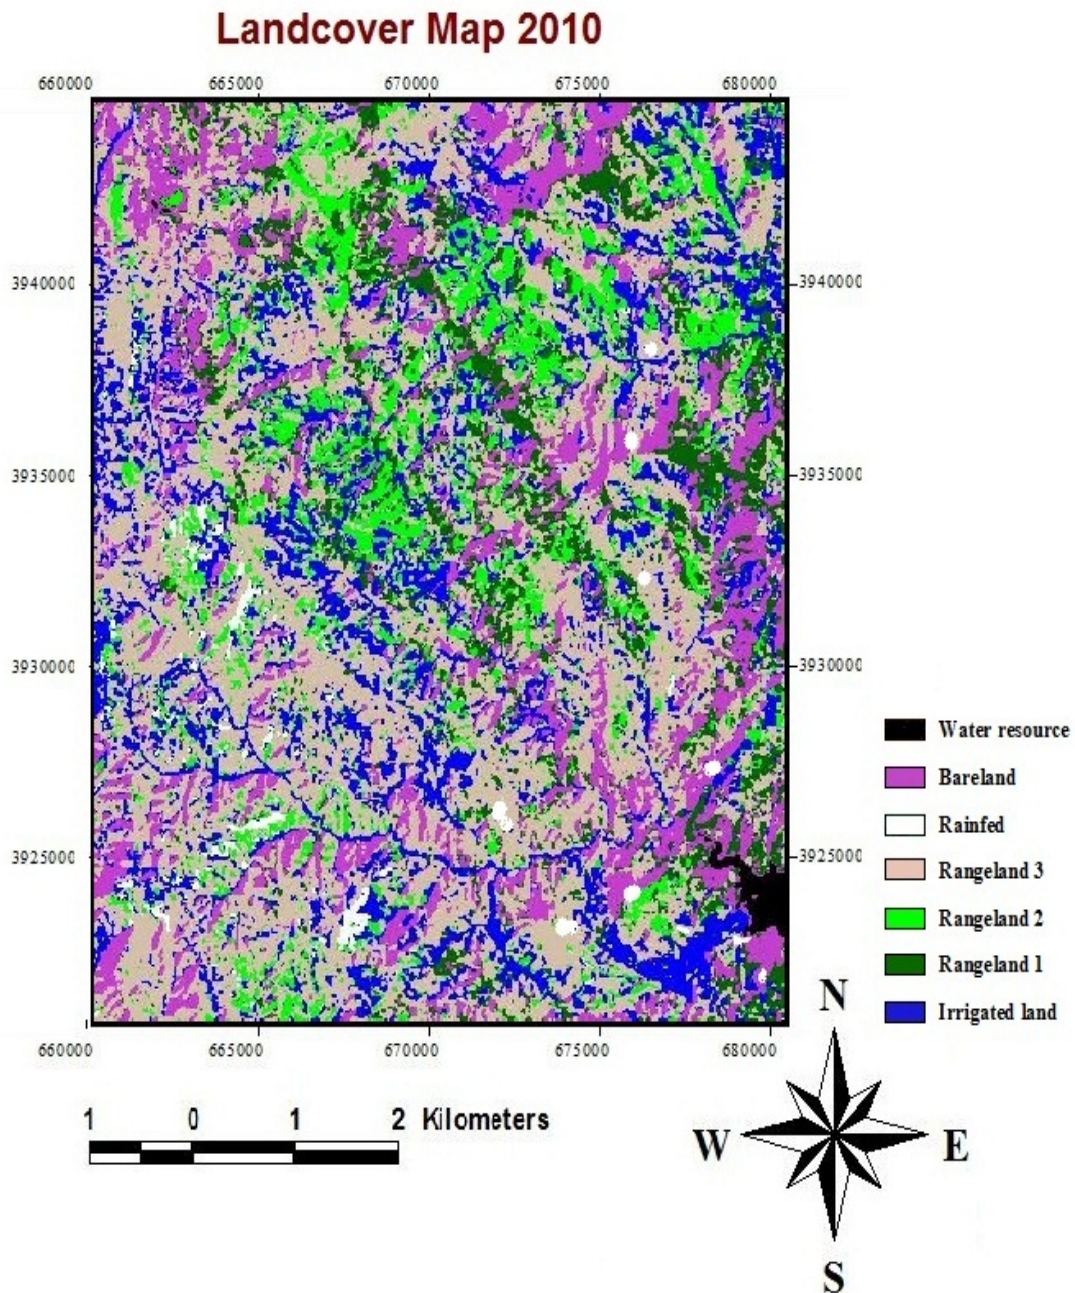 Landcover Map 2010
660000 665000 670000 675000 680000
3940000 3940000
3935000 3935000
3930000 3930000
3925000 3925000
Water resource
Bareland
Rainfed
Rangeland 3
Rangeland 2
Rangeland 1
Irrigated land
660000 665000 670000 675000 680000
1 0 1 2 Kilometers
N
W E
S